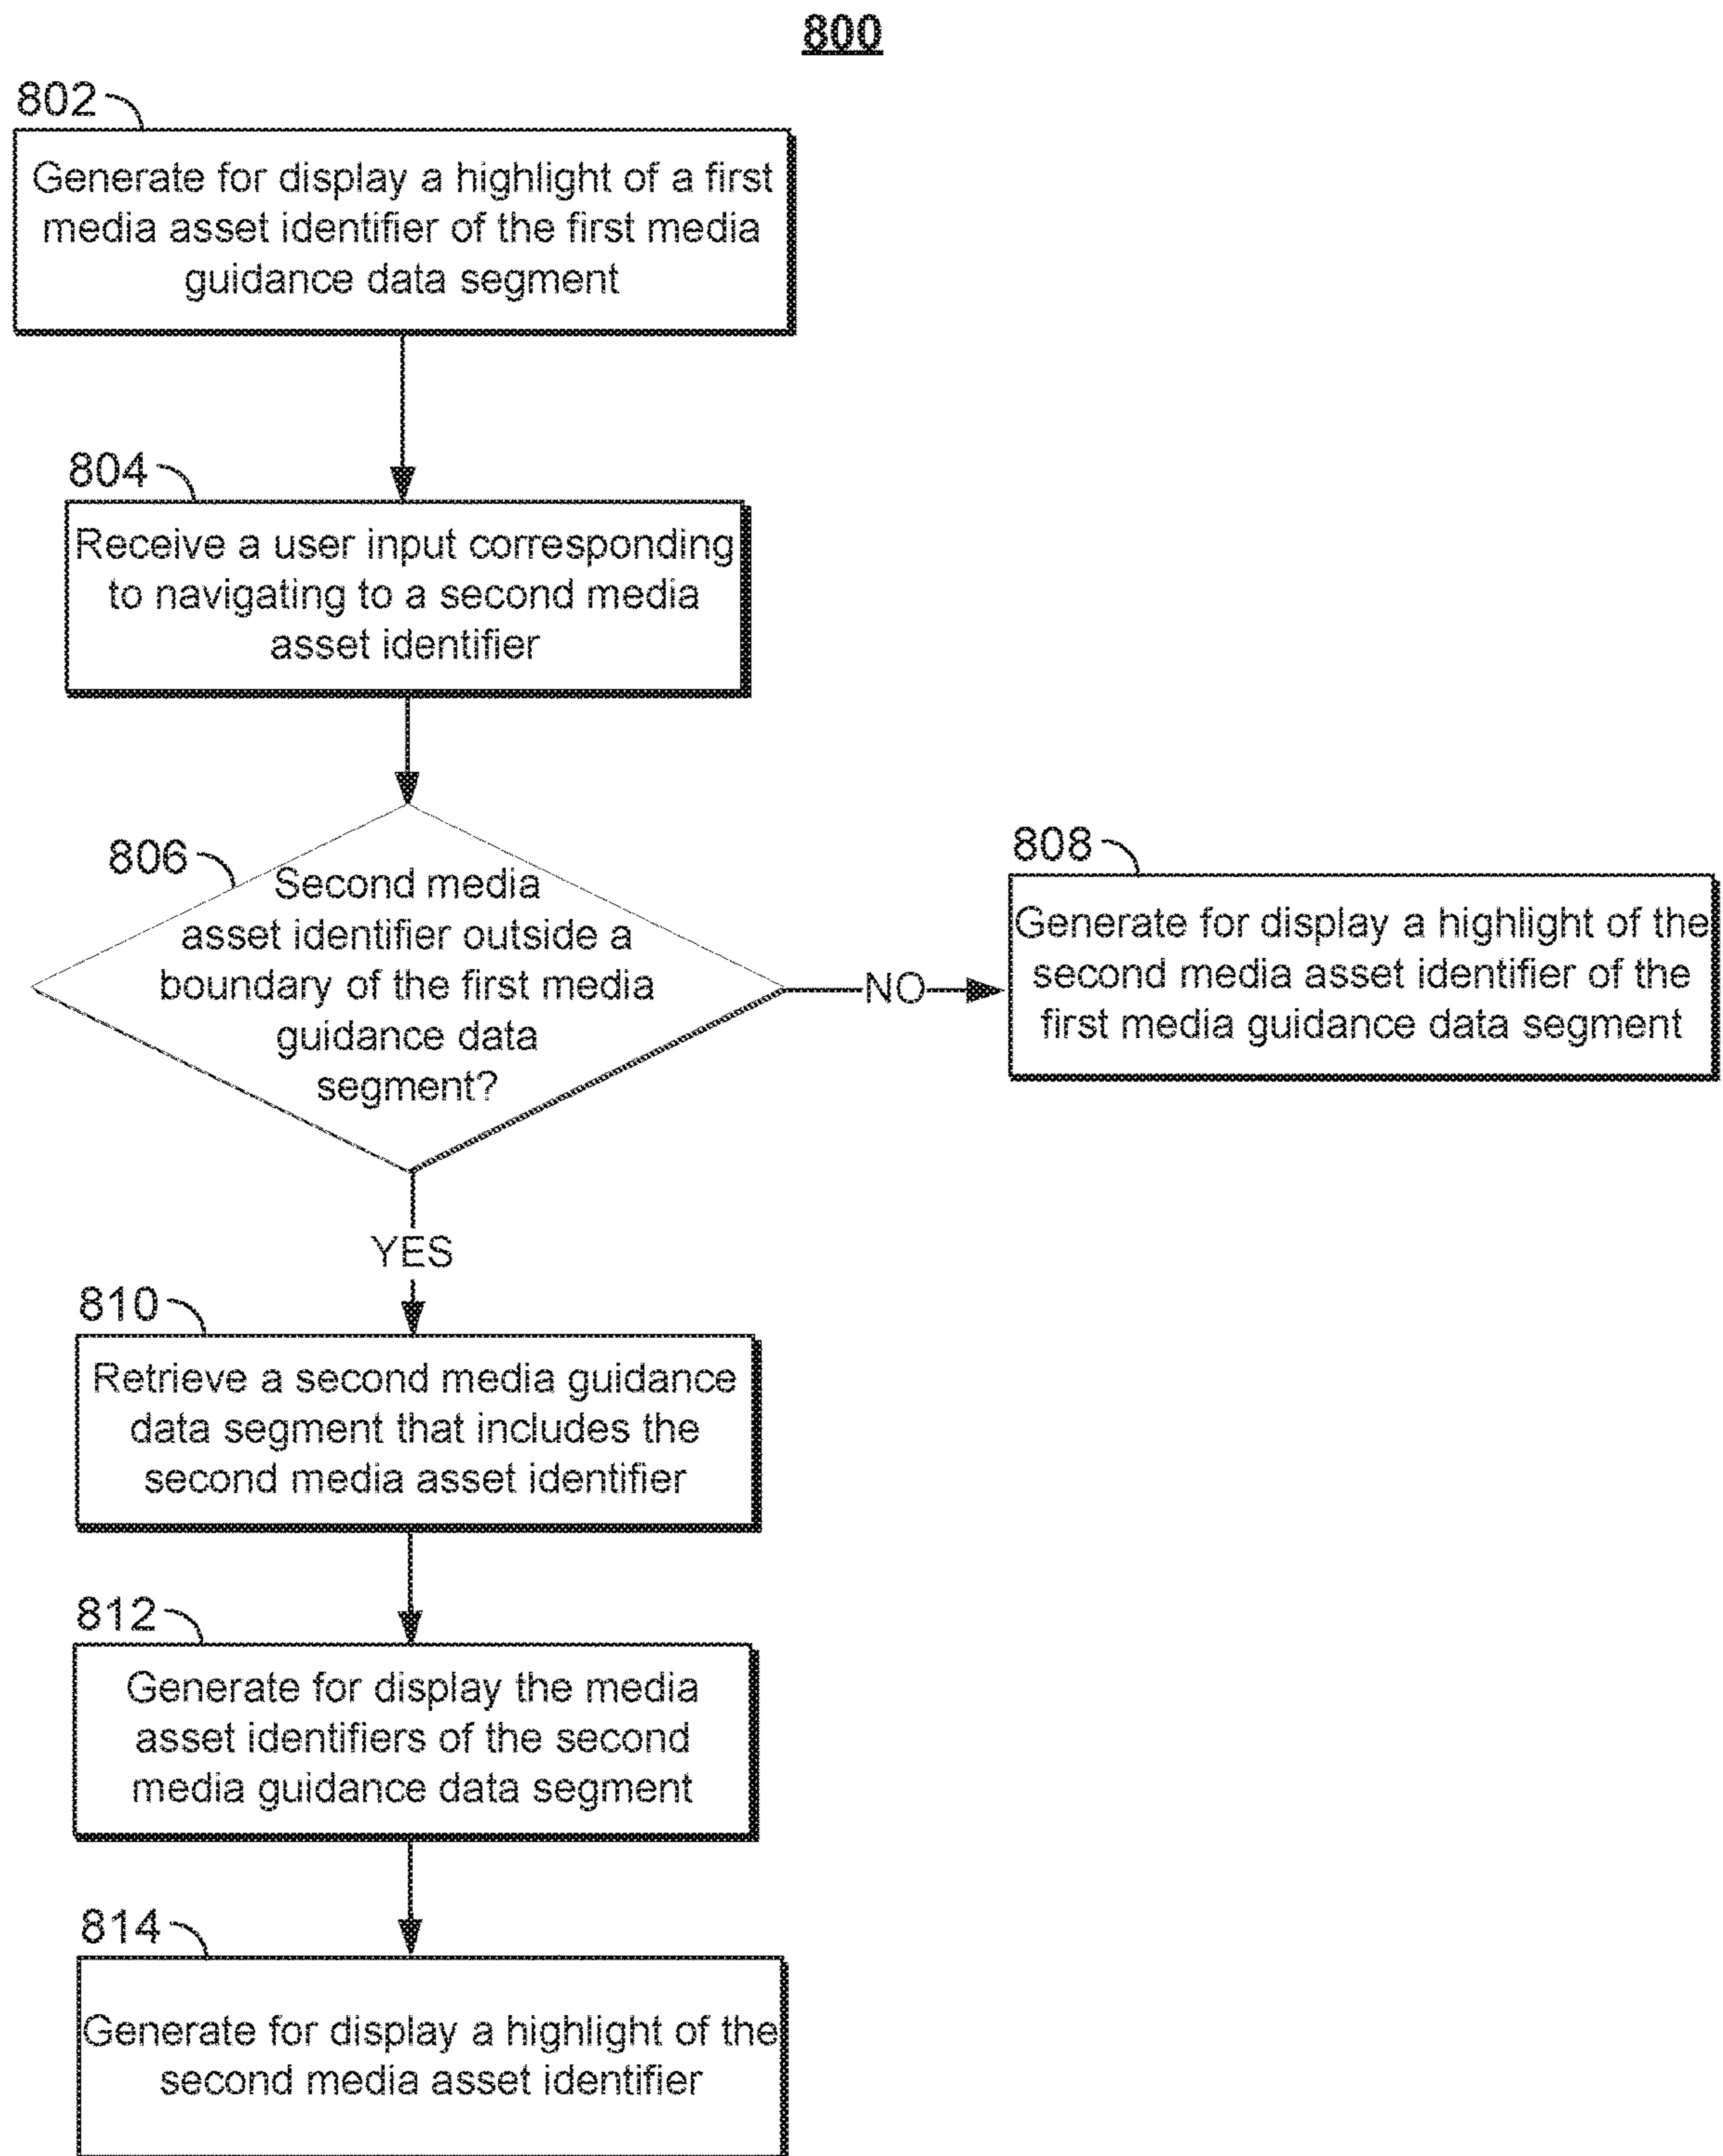 800
802
Generate for display a highlight of a first
media asset identifier of the first media
guidance data segment
804
Receive a user input corresponding
to navigating to a second media
asset identifier
806
Second media
asset identifier outside a
boundary of the first media
guidance data
segment?
NO
808
Generate for display a highlight of the
second media asset identifier of the
first media guidance data segment
YES
810
Retrieve a second media guidance
data segment that includes the
second media asset identifier
812
Generate for display the media
asset identifiers of the second
media guidance data segment
814
Generate for display a highlight of the
second media asset identifier